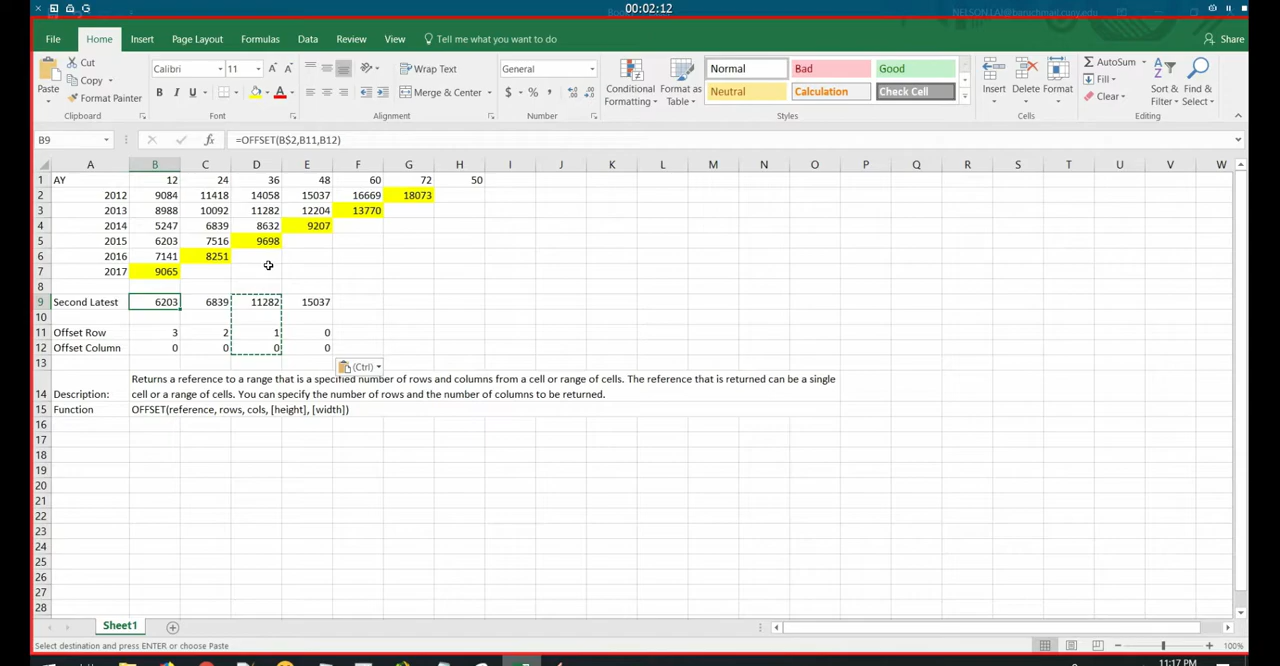 00:02:12
NELSON.LAI@baruchmail.cuny.edu
File Home Insert Page Layout Formulas Data Review View Tell me what you want to do Share
Cut
Copy
Format Painter
Paste
Calibri 11
B I U A
Wrap Text
Merge & Center
General
$ % ,
Conditional Formatting
Format as Table
Normal Bad Good
Neutral Calculation Check Cell
Insert Delete Format
AutoSum
Fill
Clear
Sort & Filter
Find & Select
Clipboard Font Alignment Number Styles Cells Editing
B9 fx =OFFSET(B$2,B11,B12)
A B C D E F G H I J K L M N O P Q R S T U V W
1 AY 12 24 36 48 60 72 50
2 2012 9084 11418 14058 15037 16669 18073
3 2013 8988 10092 11282 12204 13770
4 2014 5247 6839 8632 9207
5 2015 6203 7516 9698
6 2016 7141 8251
7 2017 9065
8
9 Second Latest 6203 6839 11282 15037
10
11 Offset Row 3 2 1 0
12 Offset Column 0 0 0 0
13 (Ctrl)
Returns a reference to a range that is a specified number of rows and columns from a cell or range of cells. The reference that is returned can be a single
14 Description: cell or a range of cells. You can specify the number of rows and the number of columns to be returned.
15 Function OFFSET(reference, rows, cols, [height], [width])
16
17
18
19
20
21
22
23
24
25
26
27
28
Sheet1
Select destination and press ENTER or choose Paste 100%
11:17 PM